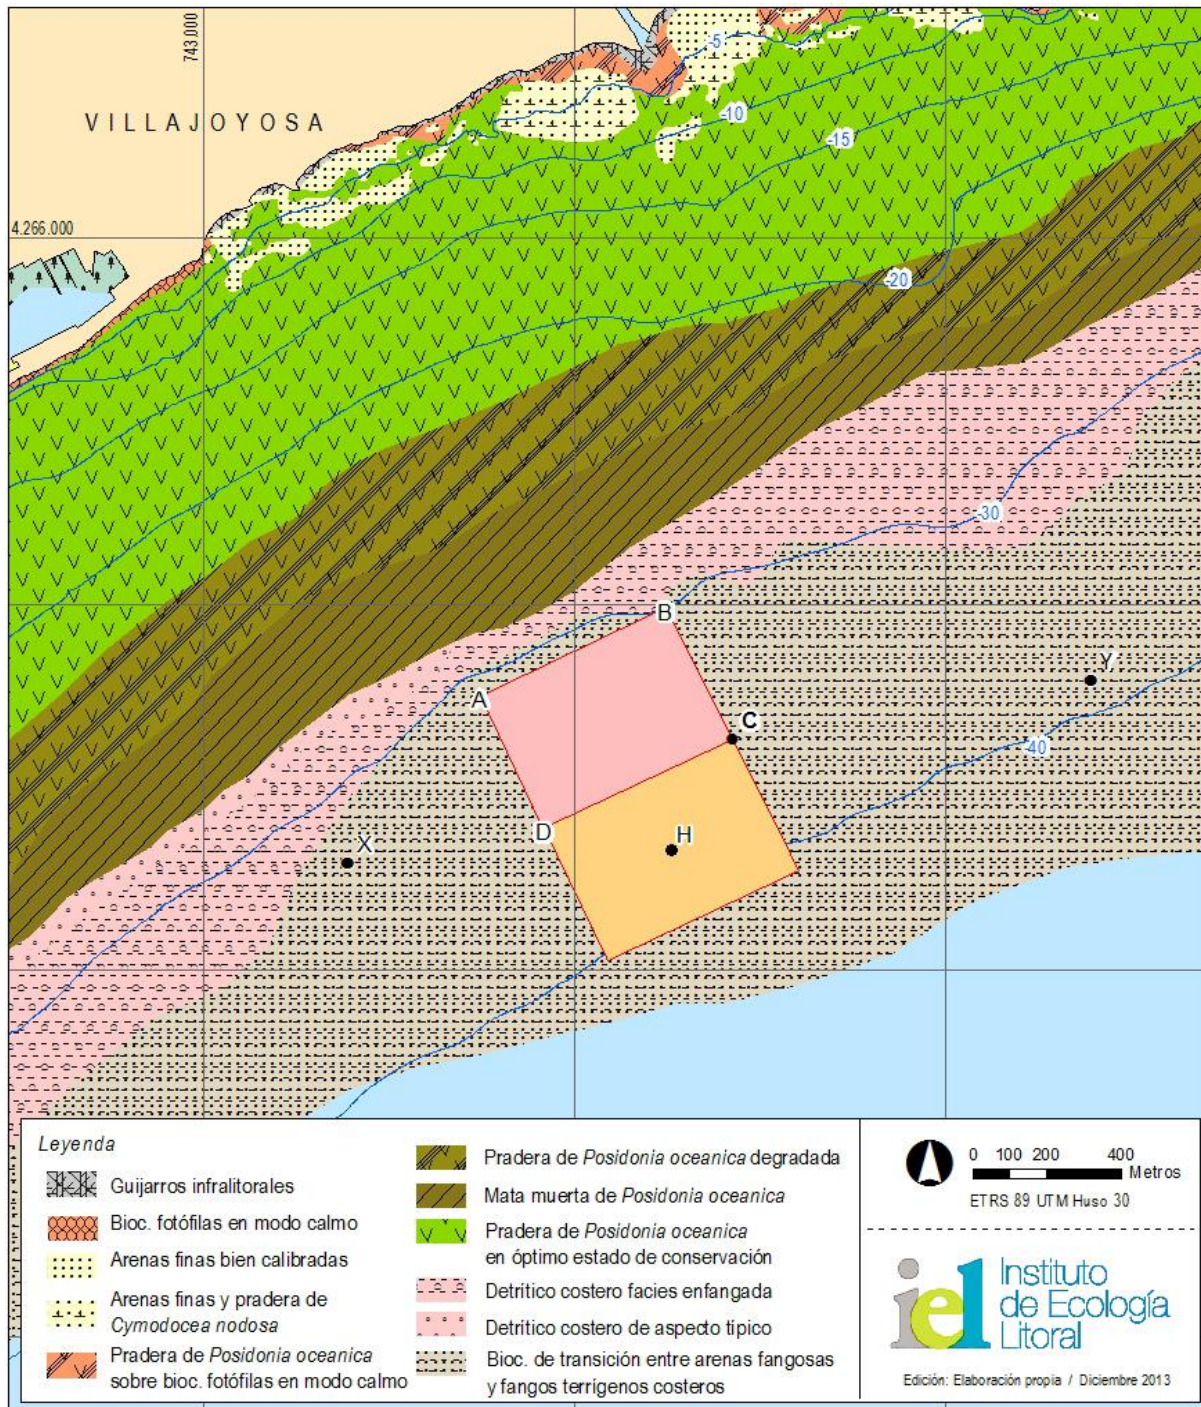 743.000
-5
-10
VILLAJOYOSA
-15
4.266.000
-20
-30
B
Y
A
C
-40
D
H
X
Leyenda
Guijarros infralitorales
Bioc. fotófilas en modo calmo
Arenas finas bien calibradas
Arenas finas y pradera de
Cymodocea nodosa
Pradera de Posidonia oceanica
sobre bioc. fotófilas en modo calmo
Pradera de Posidonia oceanica degradada
Mata muerta de Posidonia oceanica
Pradera de Posidonia oceanica
en óptimo estado de conservación
Detrítico costero facies enfangada
Detrítico costero de aspecto típico
Bioc. de transición entre arenas fangosas
y fangos terrígenos costeros
0 100 200 400
Metros
ETRS 89 UTM Huso 30
iel
Instituto
de Ecología
Litoral
Edición: Elaboración propia / Diciembre 2013